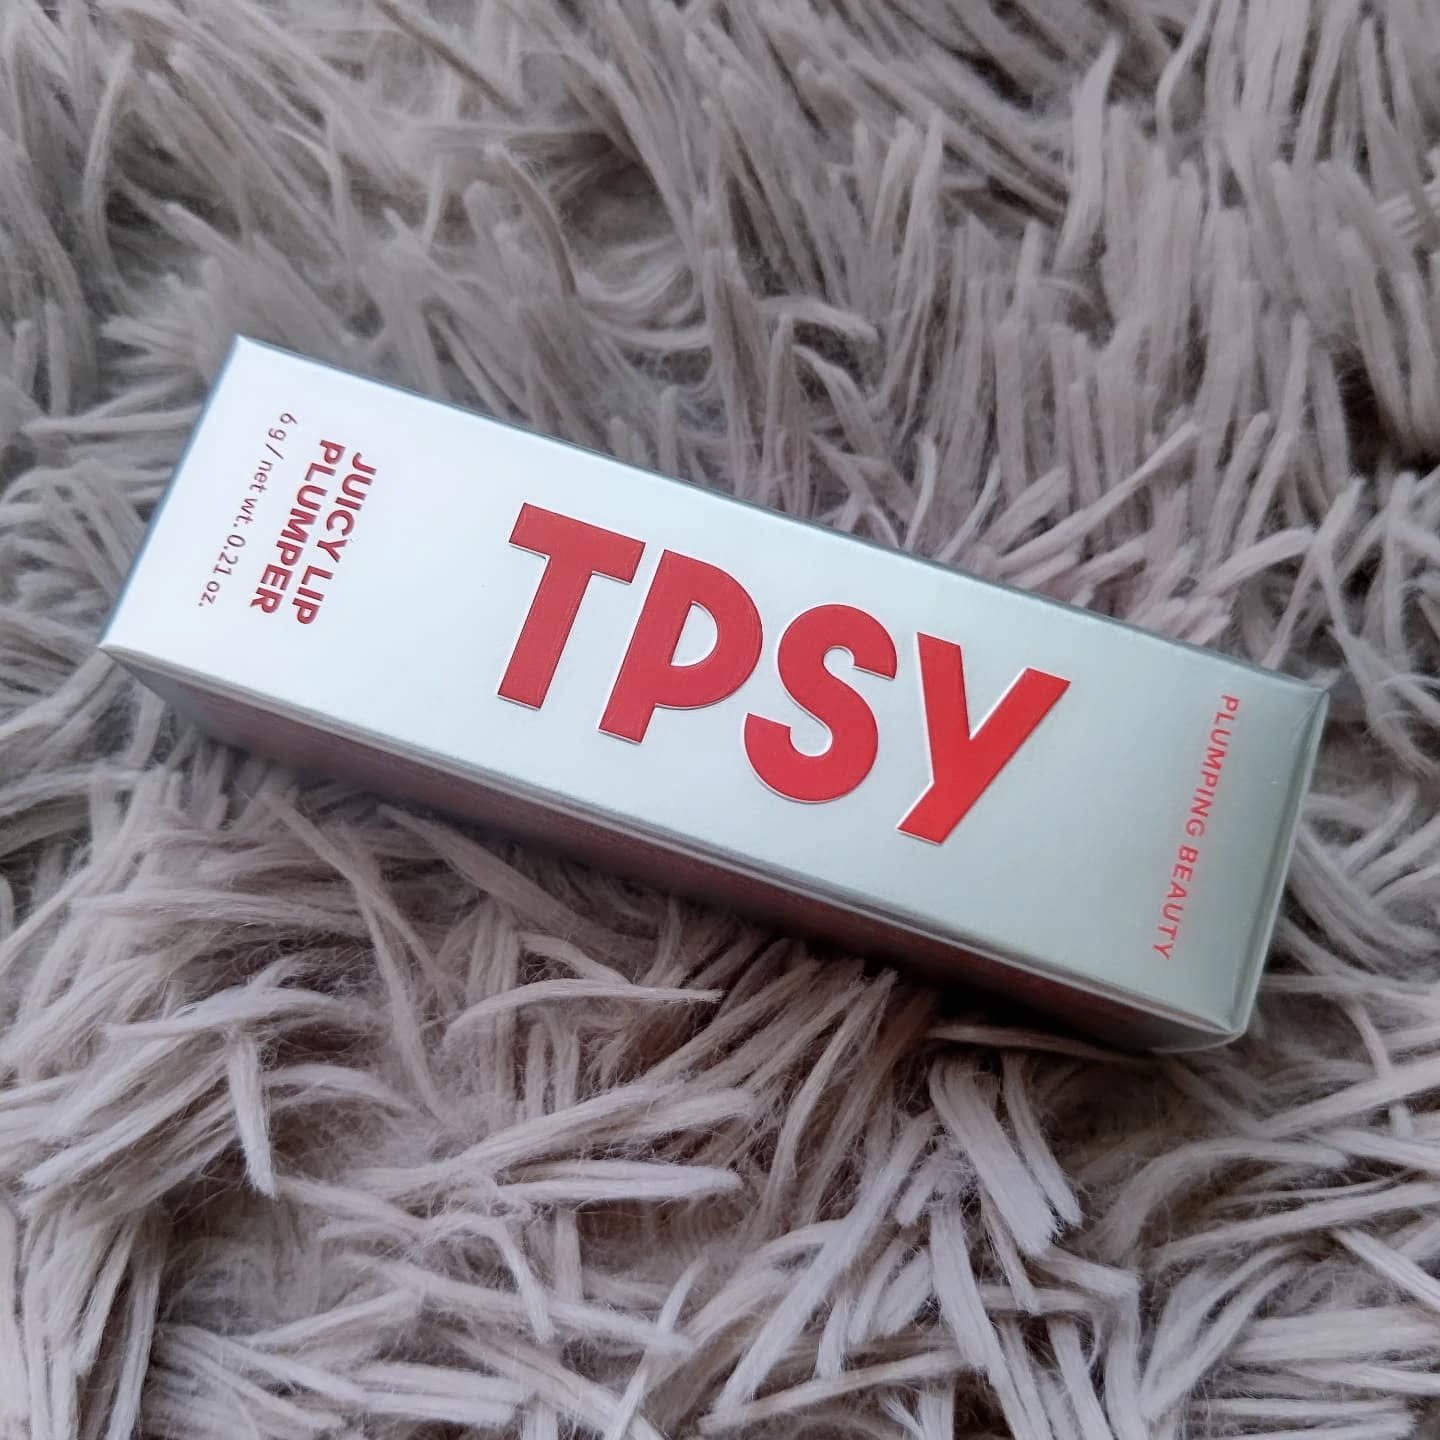 TPSY
JUICY LIP
PLUMPER
6 g / net wt. 0.21 oz.
PLUMPING BEAUTY